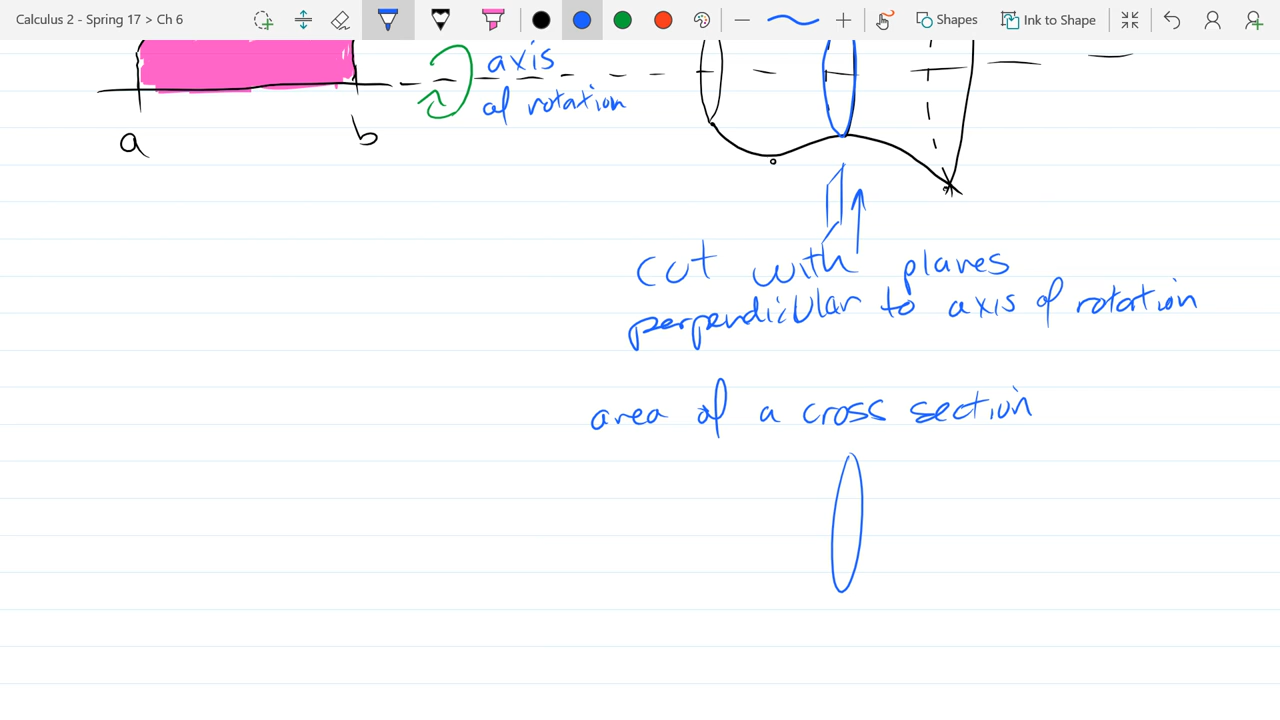 Calculus 2 - Spring 17 > Ch 6
Shapes
Ink to Shape
axis
of rotation
a
b
cut with planes
perpendicular to axis of rotation
area of a cross section